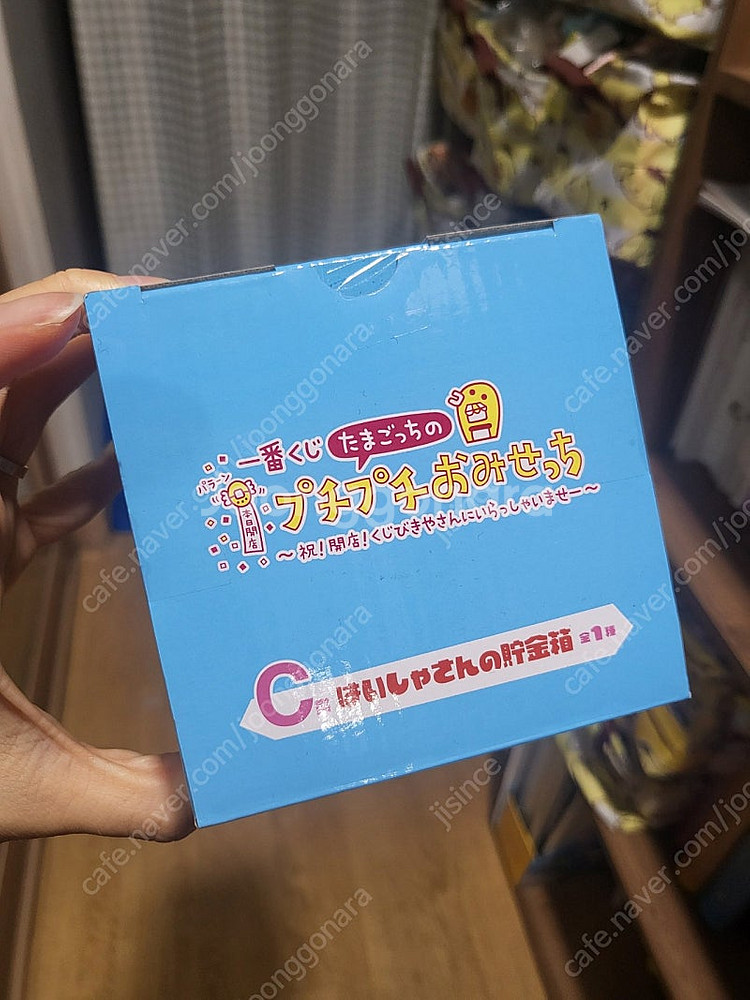 一番くじ たまごっちの
パラーン
プチプチおみせっち
本日開店
～祝！開店！くじびきやさんにいらっしゃいませー～
C賞 はいしゃさんの貯金箱 全1種
cafe.naver.com/joonggonara
jisince
joonggonara